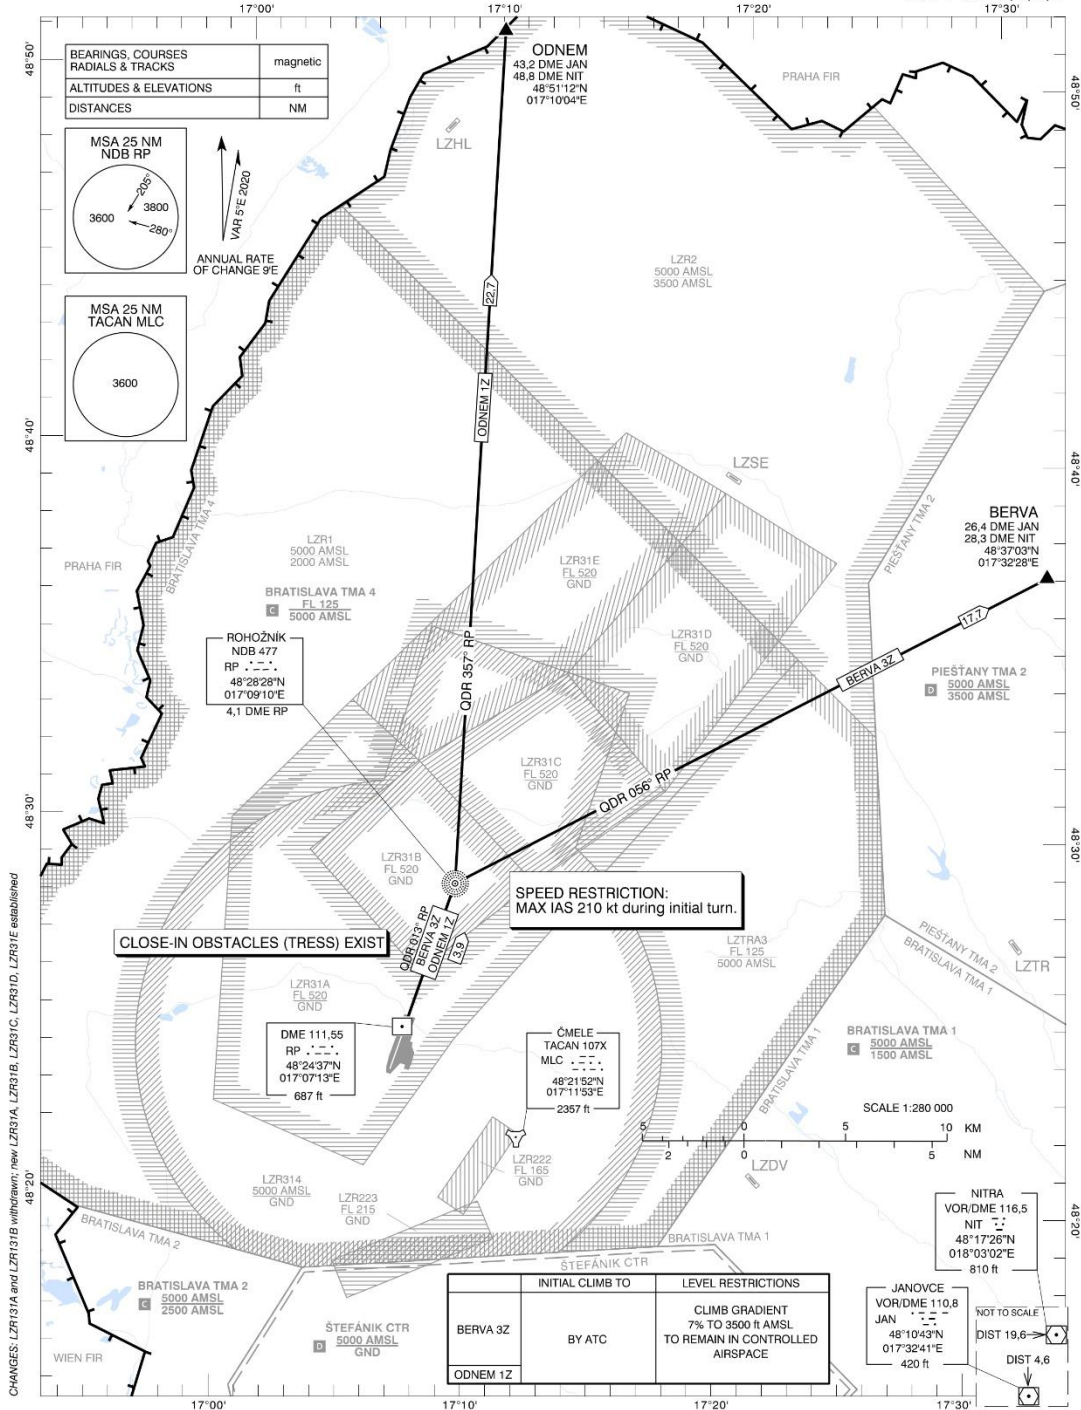 17°00'
17°10'
17°20'
17°30'
48°50'
48°50'
BEARINGS, COURSES
RADIALS & TRACKS
magnetic
ALTITUDES & ELEVATIONS
ft
DISTANCES
NM
MSA 25 NM
NDB RP
205°
3600
3800
280°
VAR 5°E 2020
ANNUAL RATE
OF CHANGE 9'E
MSA 25 NM
TACAN MLC
3600
ODNEM
43,2 DME JAN
48,8 DME NIT
48°51'12"N
017°10'04"E
LZHL
PRAHA FIR
LZR2
5000 AMSL
3500 AMSL
22,7
ODNEM 1Z
48°40'
48°40'
LZSE
BRATISLAVA TMA 4
PIEŠŤANY TMA 2
BERVA
26,4 DME JAN
28,3 DME NIT
48°37'03"N
017°32'28"E
PRAHA FIR
LZR1
5000 AMSL
2000 AMSL
BRATISLAVA TMA 4
C
FL 125
5000 AMSL
LZR31E
FL 520
GND
LZR31D
FL 520
GND
17,7
BERVA 3Z
ROHOŽNÍK
NDB 477
RP
48°28'28"N
017°09'10"E
4,1 DME RP
QDR 357° RP
PIEŠŤANY TMA 2
D
5000 AMSL
3500 AMSL
LZR31C
FL 520
GND
QDR 056° RP
48°30'
48°30'
LZR31B
FL 520
GND
SPEED RESTRICTION:
MAX IAS 210 kt during initial turn.
CLOSE-IN OBSTACLES (TRESS) EXIST
QDR 013° RP
BERVA 3Z
ODNEM 1Z
3,9
LZTRA3
FL 125
5000 AMSL
PIEŠŤANY TMA 2
BRATISLAVA TMA 1
LZTR
LZR31A
FL 520
GND
DME 111,55
RP
48°24'37"N
017°07'13"E
687 ft
ČMELE
TACAN 107X
MLC
48°21'52"N
017°11'53"E
2357 ft
BRATISLAVA TMA 1
C
5000 AMSL
1500 AMSL
BRATISLAVA TMA 1
SCALE 1:280 000
5 0 5 10 KM
2 0 5 NM
LZR222
FL 165
GND
LZDV
48°20'
48°20'
LZR314
5000 AMSL
GND
LZR223
FL 215
GND
BRATISLAVA TMA 2
BRATISLAVA TMA 1
ŠTEFÁNIK CTR
NITRA
VOR/DME 116,5
NIT
48°17'26"N
018°03'02"E
810 ft
BRATISLAVA TMA 2
C
5000 AMSL
2500 AMSL
ŠTEFÁNIK CTR
D
5000 AMSL
GND
WIEN FIR
INITIAL CLIMB TO
LEVEL RESTRICTIONS
BERVA 3Z
BY ATC
CLIMB GRADIENT
7% TO 3500 ft AMSL
TO REMAIN IN CONTROLLED
AIRSPACE
ODNEM 1Z
JANOVCE
VOR/DME 110,8
JAN
48°10'43"N
017°32'41"E
420 ft
NOT TO SCALE
DIST 19,6
DIST 4,6
17°00'
17°10'
17°20'
17°30'
CHANGES: LZR131A and LZR131B withdrawn; new LZR31A, LZR31B, LZR31C, LZR31D, LZR31E established